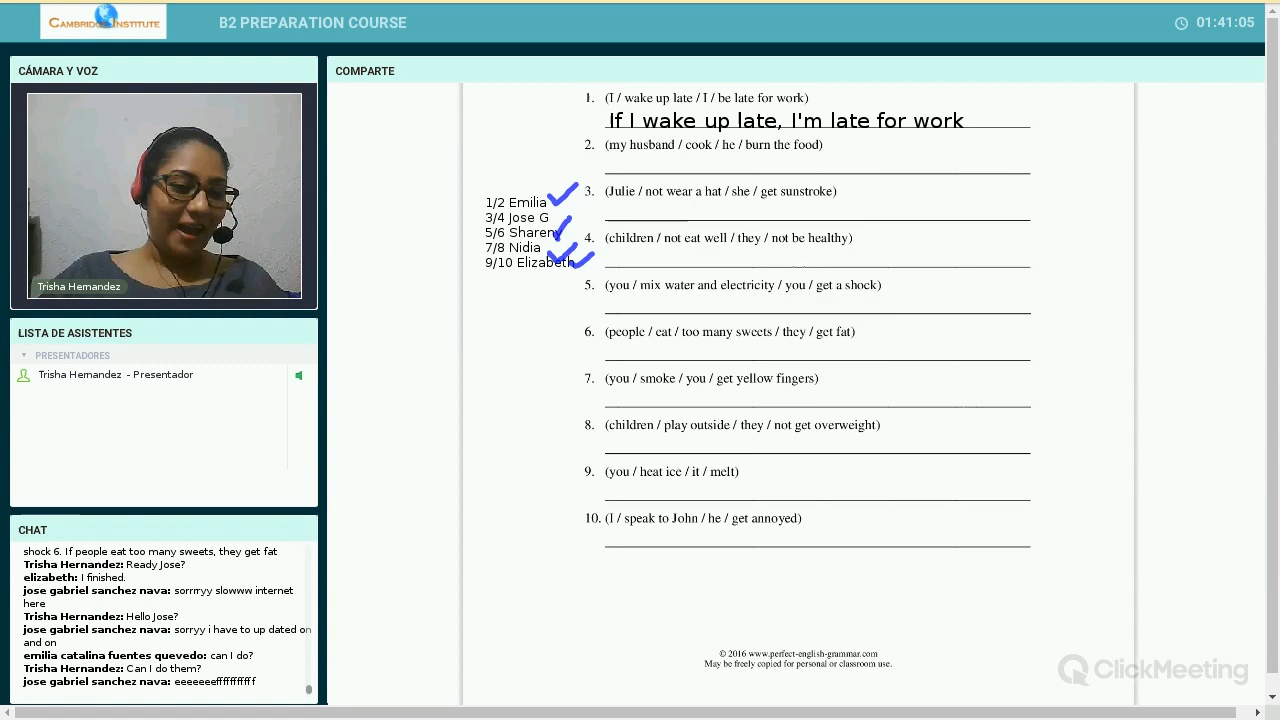 CAMBRIDGE INSTITUTE
B2 PREPARATION COURSE
01:41:05
CÁMARA Y VOZ
Trisha Hernandez
LISTA DE ASISTENTES
PRESENTADORES
Trisha Hernandez - Presentador
CHAT
shock 6. If people eat too many sweets, they get fat
Trisha Hernandez: Ready Jose?
elizabeth: I finished.
jose gabriel sanchez nava: sorrrryy slowww internet
here
Trisha Hernandez: Hello Jose?
jose gabriel sanchez nava: sorryy i have to up dated on
and on
emilia catalina fuentes quevedo: can I do?
Trisha Hernandez: Can I do them?
jose gabriel sanchez nava: eeeeeeefffffffffff
COMPARTE
1. (I / wake up late / I / be late for work)
If I wake up late, I'm late for work
2. (my husband / cook / he / burn the food)
3. (Julie / not wear a hat / she / get sunstroke)
4. (children / not eat well / they / not be healthy)
5. (you / mix water and electricity / you / get a shock)
6. (people / eat / too many sweets / they / get fat)
7. (you / smoke / you / get yellow fingers)
8. (children / play outside / they / not get overweight)
9. (you / heat ice / it / melt)
10. (I / speak to John / he / get annoyed)
1/2 Emilia
3/4 Jose G
5/6 Shareny
7/8 Nidia
9/10 Elizabeth
© 2016 www.perfect-english-grammar.com
May be freely copied for personal or classroom use.
ClickMeeting